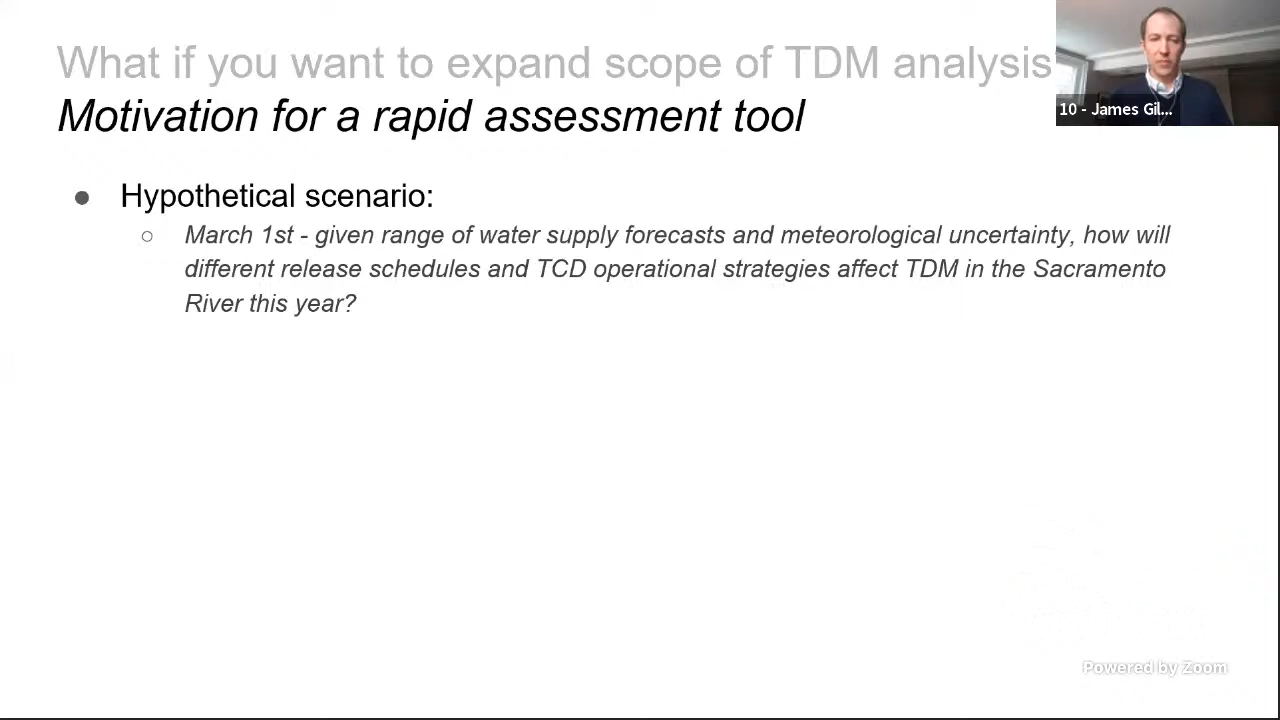 What if you want to expand scope of TDM analysis
Motivation for a rapid assessment tool
10 - James Gil...
● Hypothetical scenario:
○ March 1st - given range of water supply forecasts and meteorological uncertainty, how will
different release schedules and TCD operational strategies affect TDM in the Sacramento
River this year?
Powered by Zoom